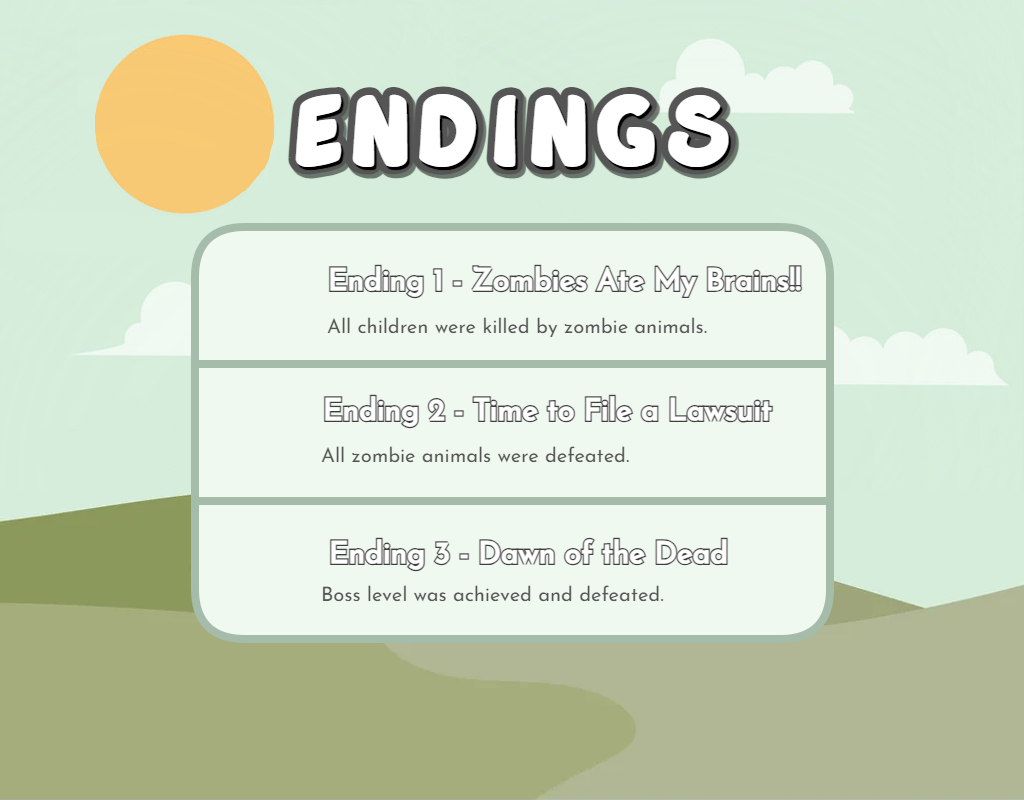 ENDINGS
Ending 1 - Zombies Ate My Brains!!
All children were killed by zombie animals.
Ending 2 - Time to File a Lawsuit
All zombie animals were defeated.
Ending 3 - Dawn of the Dead
Boss level was achieved and defeated.